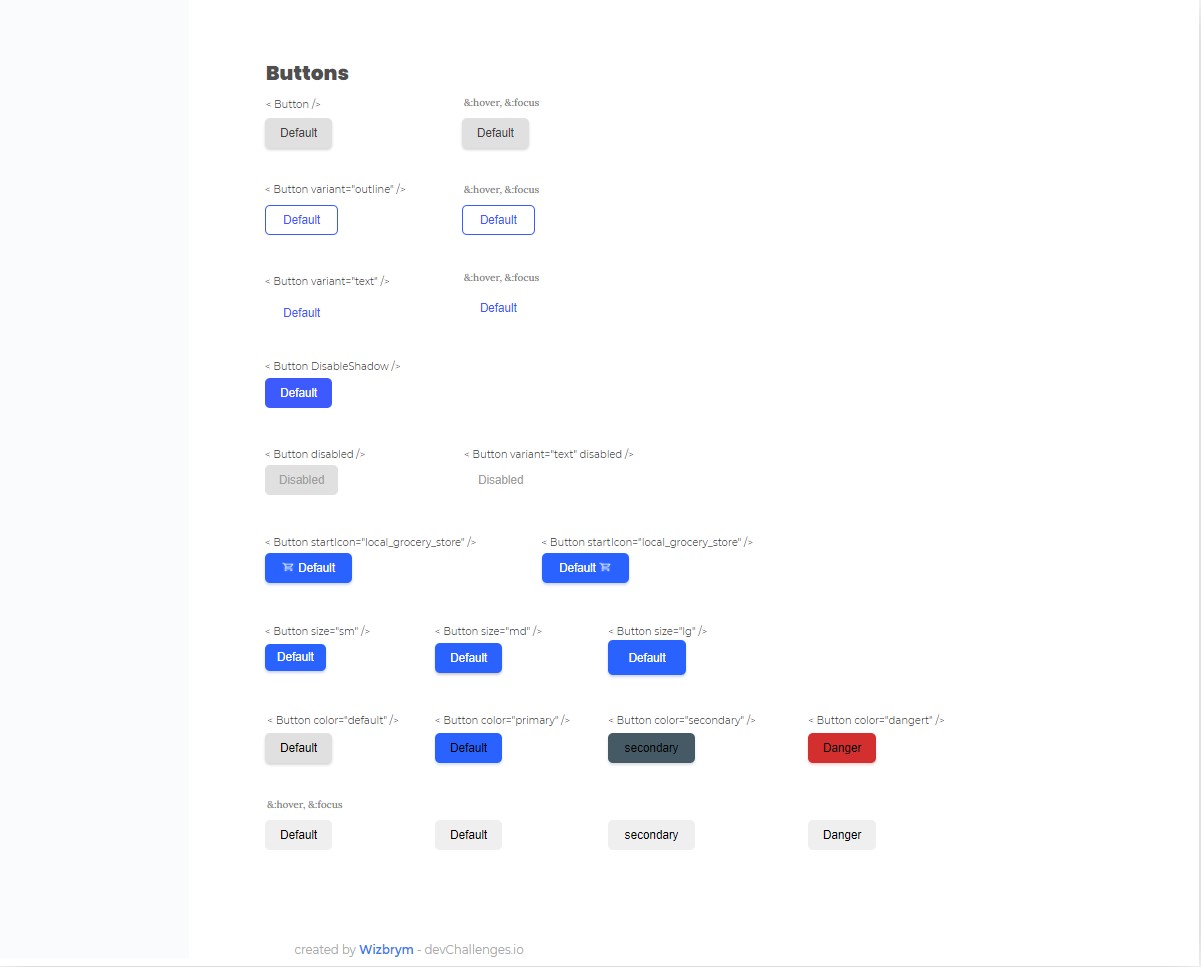 Buttons
< Button />
&:hover, &:focus
Default
Default
< Button variant="outline" />
&:hover, &:focus
Default
Default
< Button variant="text" />
&:hover, &:focus
Default
Default
< Button DisableShadow />
Default
< Button disabled />
< Button variant="text" disabled />
Disabled
Disabled
< Button startIcon="local_grocery_store" />
< Button startIcon="local_grocery_store" />
Default
Default
< Button size="sm" />
< Button size="md" />
< Button size="lg" />
Default
Default
Default
< Button color="default" />
< Button color="primary" />
< Button color="secondary" />
< Button color="dangert" />
Default
Default
secondary
Danger
&:hover, &:focus
Default
Default
secondary
Danger
created by Wizbrym - devChallenges.io